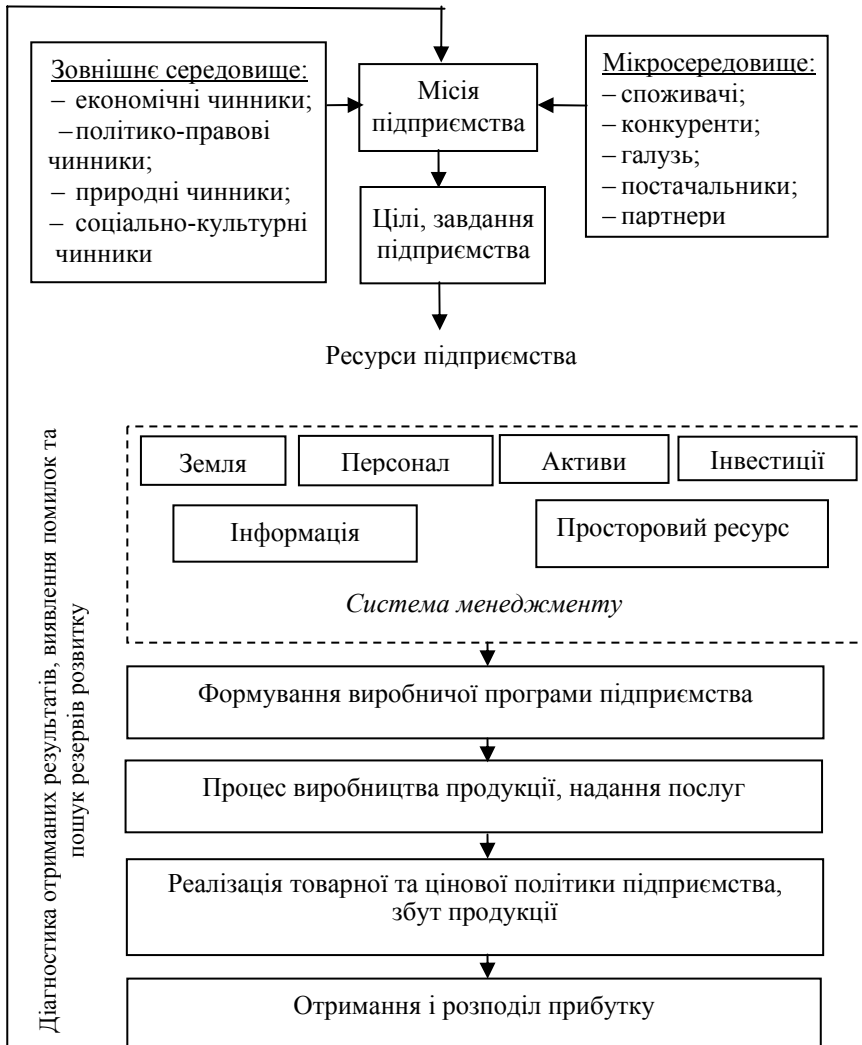 Зовнішнє середовище:
– економічні чинники;
–політико-правові
чинники;
– природні чинники;
– соціально-культурні
чинники
Місія
підприємства
Мікросередовище:
– споживачі;
– конкуренти;
– галузь;
– постачальники;
– партнери
Цілі, завдання
підприємства
Ресурси підприємства
Земля
Персонал
Активи
Інвестиції
Інформація
Просторовий ресурс
Система менеджменту
Формування виробничої програми підприємства
Процес виробництва продукції, надання послуг
Реалізація товарної та цінової політики підприємства,
збут продукції
Отримання і розподіл прибутку
Діагностика отриманих результатів, виявлення помилок та
пошук резервів розвитку